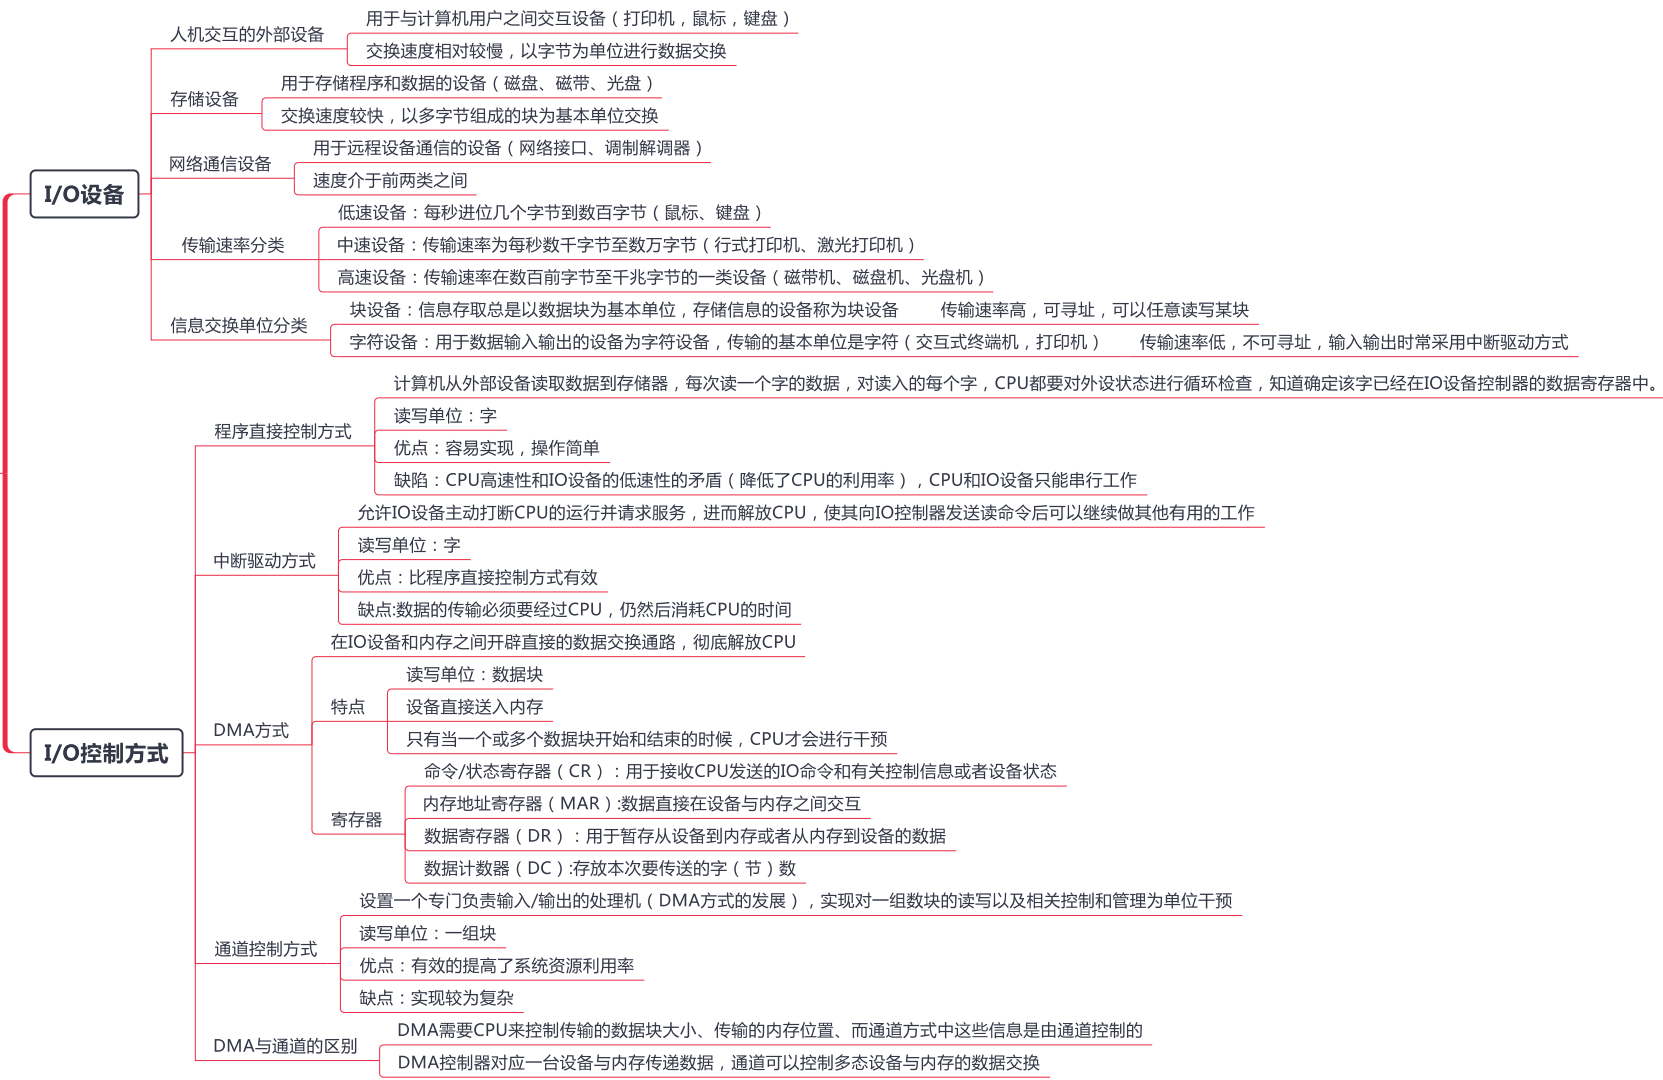 I/O设备
人机交互的外部设备
用于与计算机用户之间交互设备（打印机，鼠标，键盘）
交换速度相对较慢，以字节为单位进行数据交换
存储设备
用于存储程序和数据的设备（磁盘、磁带、光盘）
交换速度较快，以多字节组成的块为基本单位交换
网络通信设备
用于远程设备通信的设备（网络接口、调制解调器）
速度介于前两类之间
传输速率分类
低速设备：每秒进位几个字节到数百字节（鼠标、键盘）
中速设备：传输速率为每秒数千字节至数万字节（行式打印机、激光打印机）
高速设备：传输速率在数百前字节至千兆字节的一类设备（磁带机、磁盘机、光盘机）
信息交换单位分类
块设备：信息存取总是以数据块为基本单位，存储信息的设备称为块设备 传输速率高，可寻址，可以任意读写某块
字符设备：用于数据输入输出的设备为字符设备，传输的基本单位是字符（交互式终端机，打印机） 传输速率低，不可寻址，输入输出时常采用中断驱动方式
I/O控制方式
程序直接控制方式
计算机从外部设备读取数据到存储器，每次读一个字的数据，对读入的每个字，CPU都要对外设状态进行循环检查，知道确定该字已经在IO设备控制器的数据寄存器中。
读写单位：字
优点：容易实现，操作简单
缺陷：CPU高速性和IO设备的低速性的矛盾（降低了CPU的利用率），CPU和IO设备只能串行工作
中断驱动方式
允许IO设备主动打断CPU的运行并请求服务，进而解放CPU，使其向IO控制器发送读命令后可以继续做其他有用的工作
读写单位：字
优点：比程序直接控制方式有效
缺点:数据的传输必须要经过CPU，仍然后消耗CPU的时间
DMA方式
在IO设备和内存之间开辟直接的数据交换通路，彻底解放CPU
特点
读写单位：数据块
设备直接送入内存
只有当一个或多个数据块开始和结束的时候，CPU才会进行干预
寄存器
命令/状态寄存器（CR）：用于接收CPU发送的IO命令和有关控制信息或者设备状态
内存地址寄存器（MAR）:数据直接在设备与内存之间交互
数据寄存器（DR）：用于暂存从设备到内存或者从内存到设备的数据
数据计数器（DC）:存放本次要传送的字（节）数
通道控制方式
设置一个专门负责输入/输出的处理机（DMA方式的发展），实现对一组数块的读写以及相关控制和管理为单位干预
读写单位：一组块
优点：有效的提高了系统资源利用率
缺点：实现较为复杂
DMA与通道的区别
DMA需要CPU来控制传输的数据块大小、传输的内存位置、而通道方式中这些信息是由通道控制的
DMA控制器对应一台设备与内存传递数据，通道可以控制多态设备与内存的数据交换